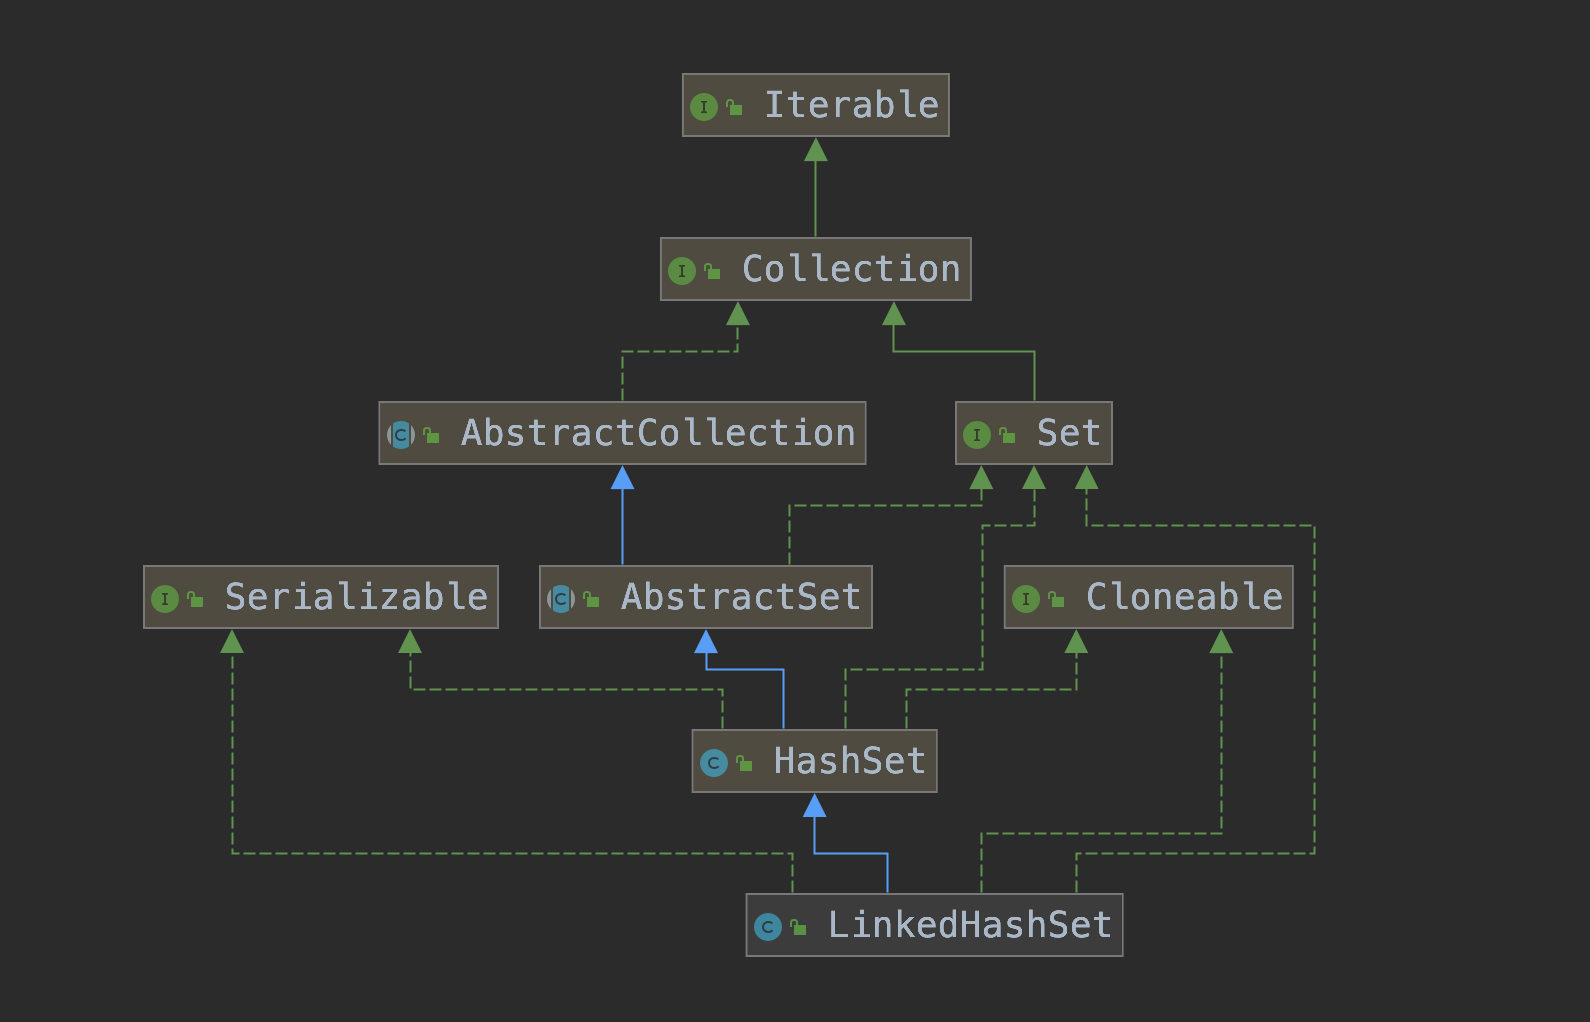 I Iterable
I Collection
C AbstractCollection
I Set
I Serializable
C AbstractSet
I Cloneable
C HashSet
C LinkedHashSet